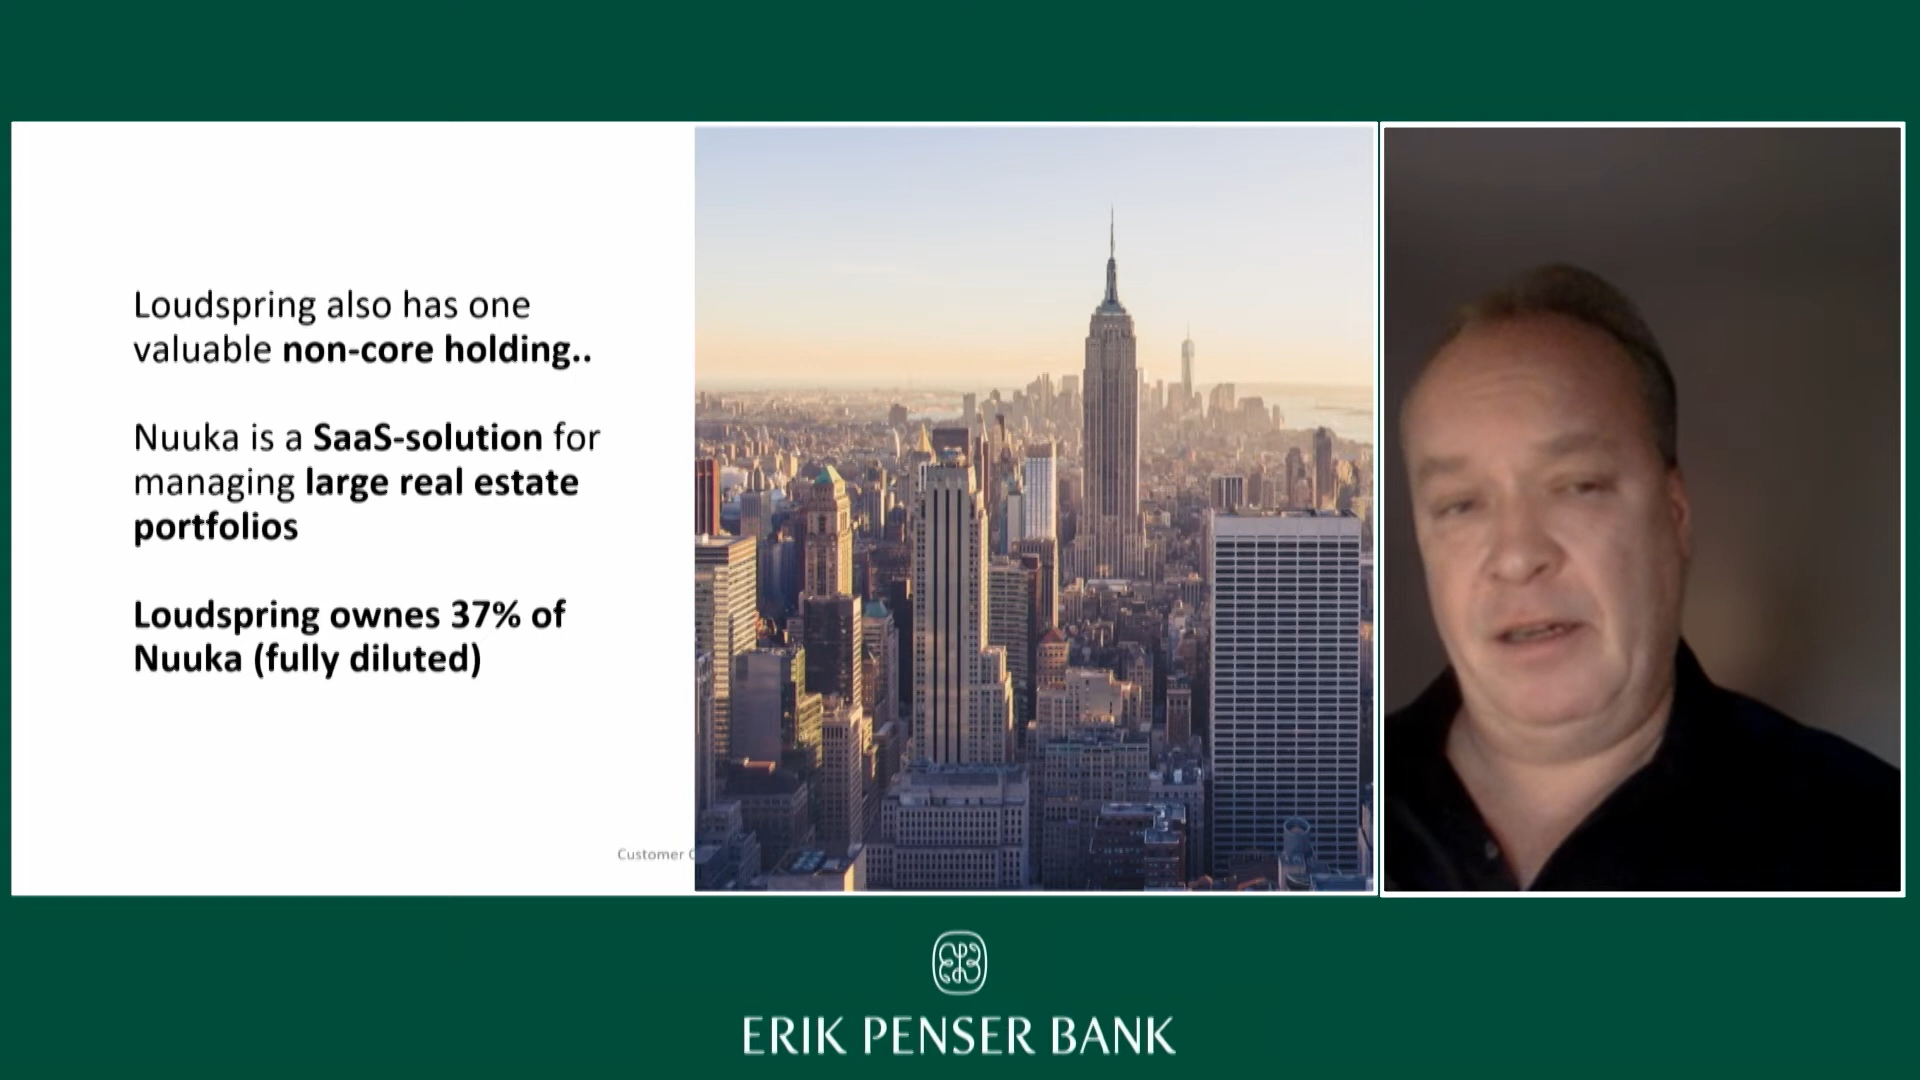 Loudspring also has one
valuable non-core holding..
Nuuka is a SaaS-solution for
managing large real estate
portfolios
Loudspring ownes 37% of
Nuuka (fully diluted)
Customer
ERIK PENSER BANK